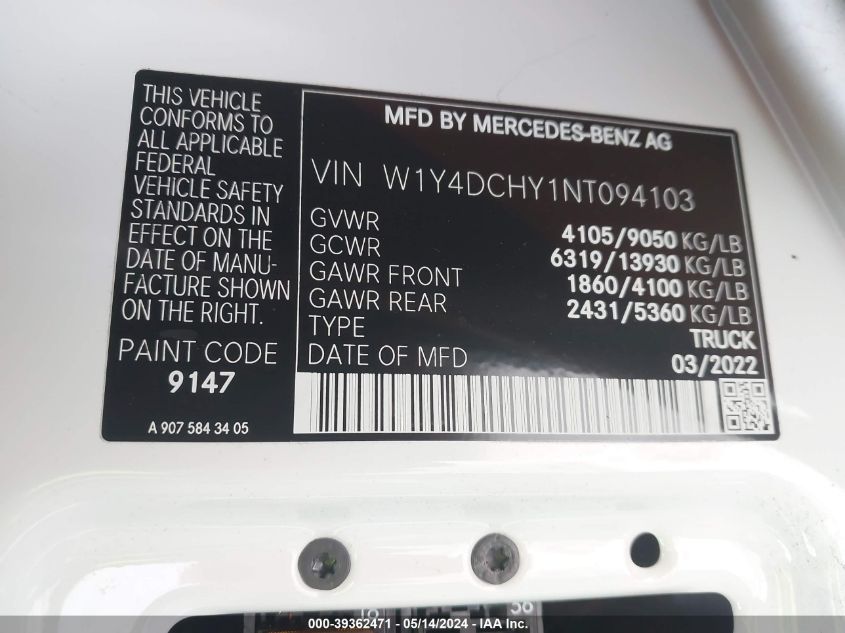 THIS VEHICLE
CONFORMS TO
ALL APPLICABLE
FEDERAL
VEHICLE SAFETY
STANDARDS IN
EFFECT ON THE
DATE OF MANU-
FACTURE SHOWN
ON THE RIGHT.
PAINT CODE
9147
A 907 584 34 05
MFD BY MERCEDES-BENZ AG
VIN W1Y4DCHY1NT094103
GVWR 4105/9050 KG/LB
GCWR 6319/13930 KG/LB
GAWR FRONT 1860/4100 KG/LB
GAWR REAR 2431/5360 KG/LB
TYPE TRUCK
DATE OF MFD 03/2022
000-39362471 - 05/14/2024 - IAA Inc.